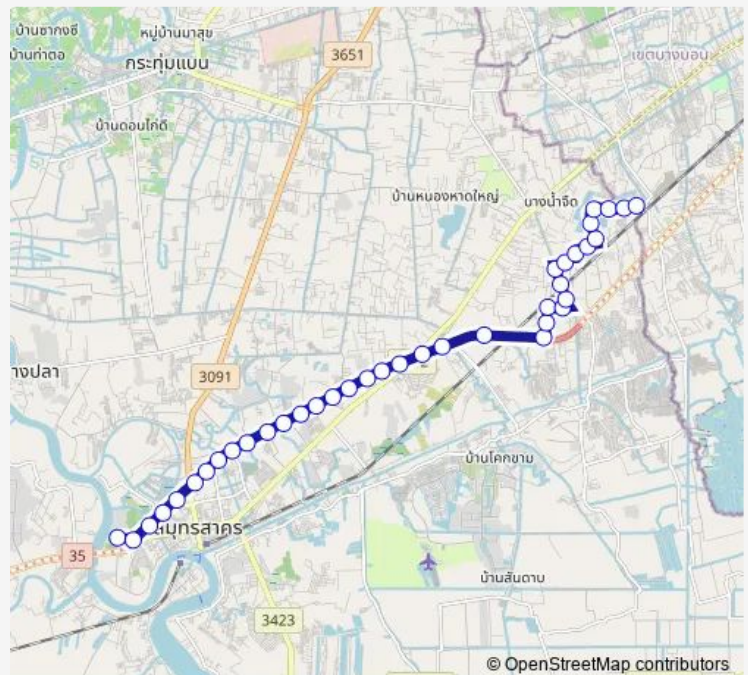 บ้านซากงซี
หมู่บ้านมาสุข
บ้านท่าตอ
กระทุ่มแบน
3651
เขตบางบอน
บ้านดอนไก่ดี
บ้านหนองหาดใหญ่
บางน้ำจืด
3091
างปลา
บ้านโคกขาม
สมุทรสาคร
35
บ้านสันดาบ
3423
© OpenStreetMap contributors